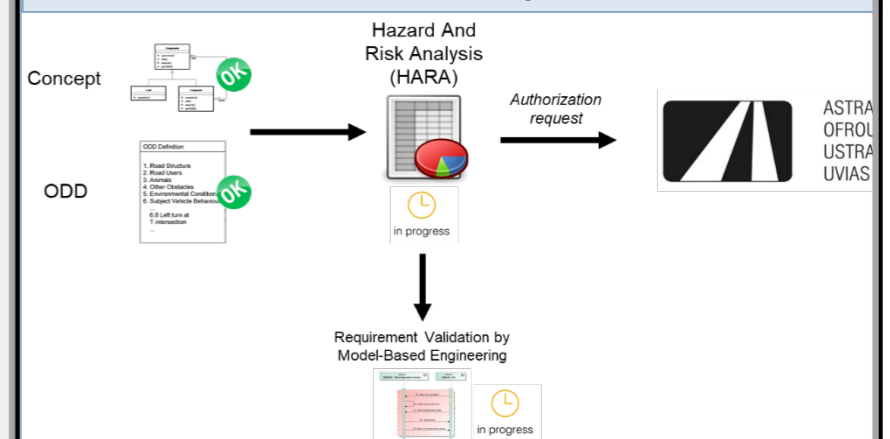 Hazard And
Risk Analysis
(HARA)
Concept
OK
Authorization
request
ASTRA
OFROU
USTRA
UVIAS
ODD Definition
1. Road Structure
2. Road Users
3. Animals
4. Other Obstacles
5. Environmental Condition
6. Subject Vehicle Behaviou
...
6.8 Left turn at
T intersection
...
OK
ODD
in progress
Requirement Validation by
Model-Based Engineering
in progress